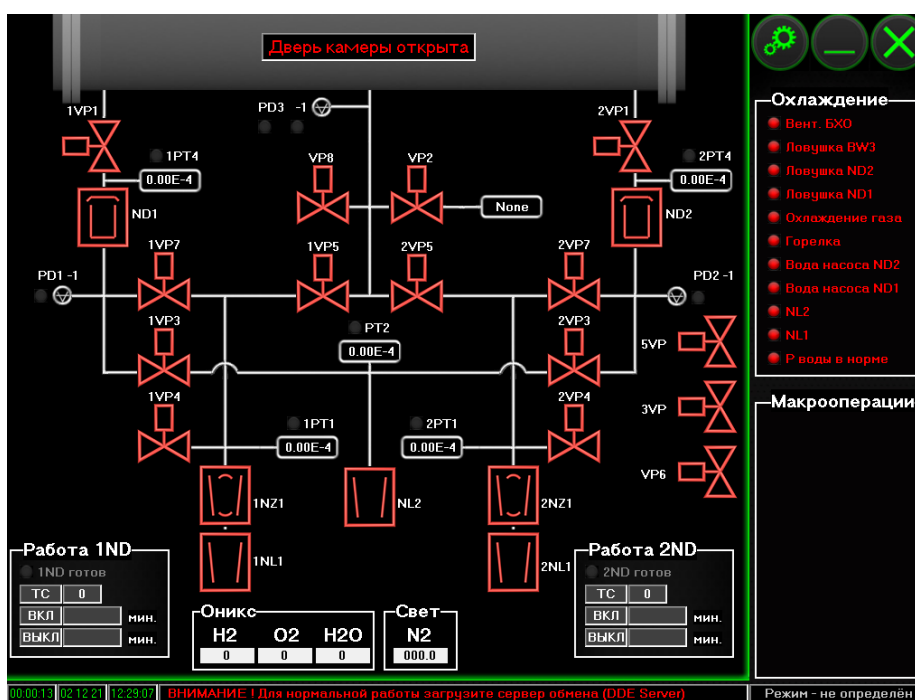 Дверь камеры открыта
1VP1
PD3 -1
2VP1
1PT4
0.00E-4
VP8
VP2
2PT4
0.00E-4
None
ND1
ND2
1VP7
1VP5
2VP5
2VP7
PD1 -1
PD2 -1
1VP3
PT2
0.00E-4
2VP3
5VP
1VP4
1PT1
0.00E-4
2PT1
0.00E-4
2VP4
3VP
VP6
1NZ1
NL2
2NZ1
1NL1
2NL1
Работа 1ND
1ND готов
ТС 0
ВКЛ мин.
ВЫКЛ мин.
Оникс
H2 O2 H2O
0 0 0
Свет
N2
000.0
Работа 2ND
2ND готов
ТС 0
ВКЛ мин.
ВЫКЛ мин.
Охлаждение
Вент. БХО
Ловушка BW3
Ловушка ND2
Ловушка ND1
Охлаждение газа
Горелка
Вода насоса ND2
Вода насоса ND1
NL2
NL1
Р воды в норме
Макрооперации
00:00:13 02 12 21 12:29:07 ВНИМАНИЕ ! Для нормальной работы загрузите сервер обмена (DDE Server) Режим - не определён